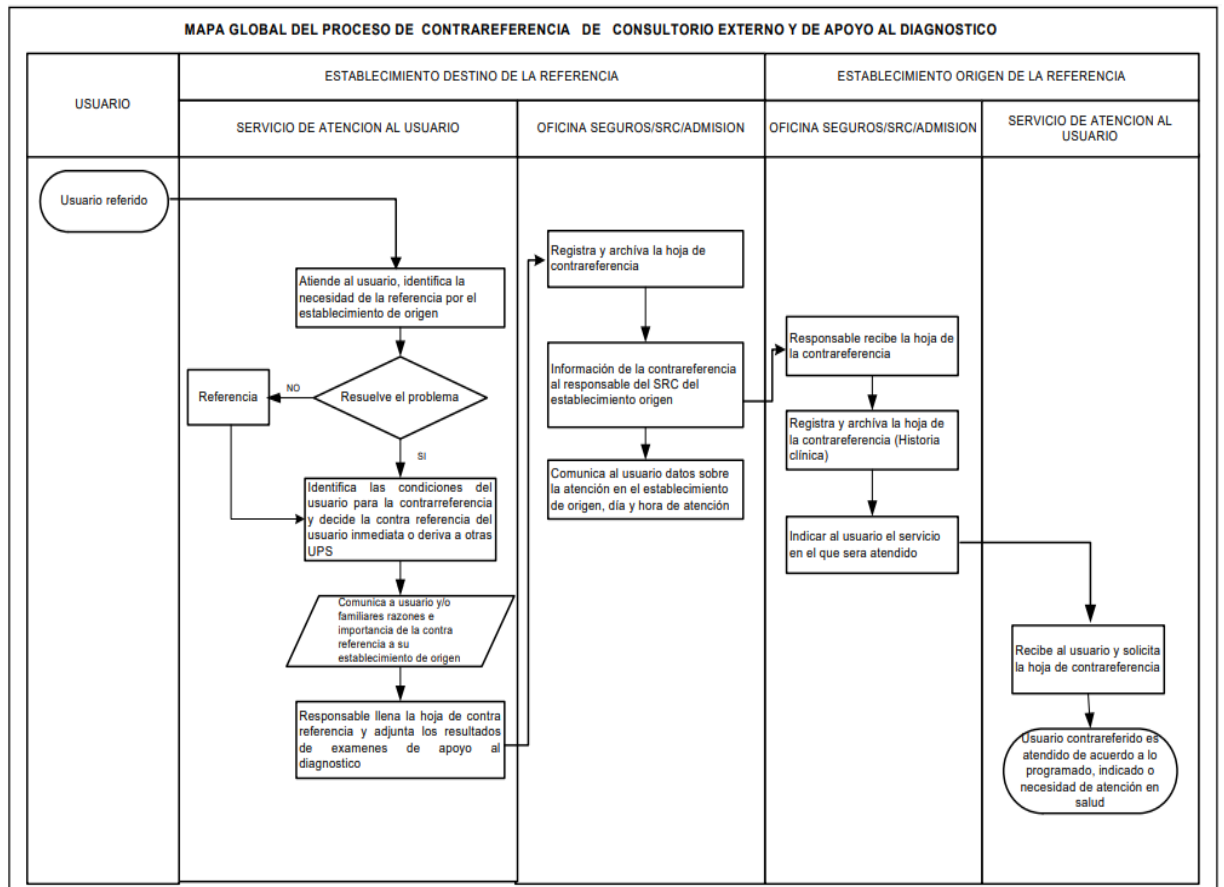 MAPA GLOBAL DEL PROCESO DE CONTRAREFERENCIA DE CONSULTORIO EXTERNO Y DE APOYO AL DIAGNOSTICO
USUARIO
ESTABLECIMIENTO DESTINO DE LA REFERENCIA
ESTABLECIMIENTO ORIGEN DE LA REFERENCIA
SERVICIO DE ATENCION AL USUARIO
OFICINA SEGUROS/SRC/ADMISION
OFICINA SEGUROS/SRC/ADMISION
SERVICIO DE ATENCION AL
USUARIO
Usuario referido
Atiende al usuario, identifica la
necesidad de la referencia por el
establecimiento de origen
Resuelve el problema
NO
Referencia
SI
Identifica las condiciones del
usuario para la contrarreferencia
y decide la contra referencia del
usuario inmediata o deriva a otras
UPS
Comunica a usuario y/o
familiares razones e
importancia de la contra
referencia a su
establecimiento de origen
Responsable llena la hoja de contra
referencia y adjunta los resultados
de examenes de apoyo al
diagnostico
Registra y archíva la hoja de
contrareferencia
Información de la contrareferencia
al responsable del SRC del
establecimiento origen
Comunica al usuario datos sobre
la atención en el establecimiento
de origen, día y hora de atención
Responsable recibe la hoja de
la contrareferencia
Registra y archíva la hoja de
la contrareferencia (Historia
clínica)
Indicar al usuario el servicio
en el que sera atendido
Recibe al usuario y solicita
la hoja de contrareferencia
Usuario contrareferido es
atendido de acuerdo a lo
programado, indicado o
necesidad de atención en
salud